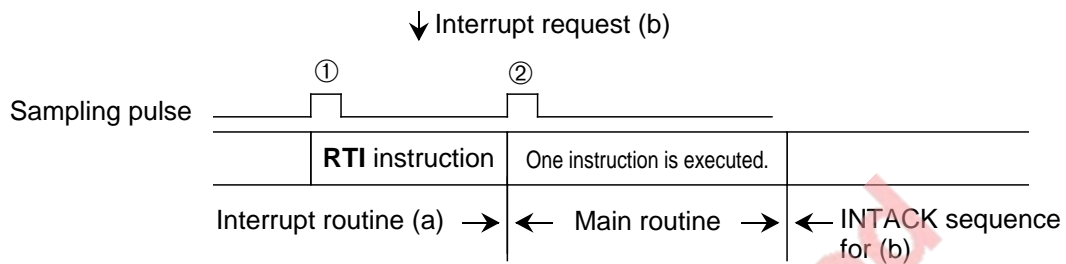 Interrupt request (b)
① ②
Sampling pulse
RTI instruction One instruction is executed.
Interrupt routine (a) Main routine INTACK sequence
for (b)